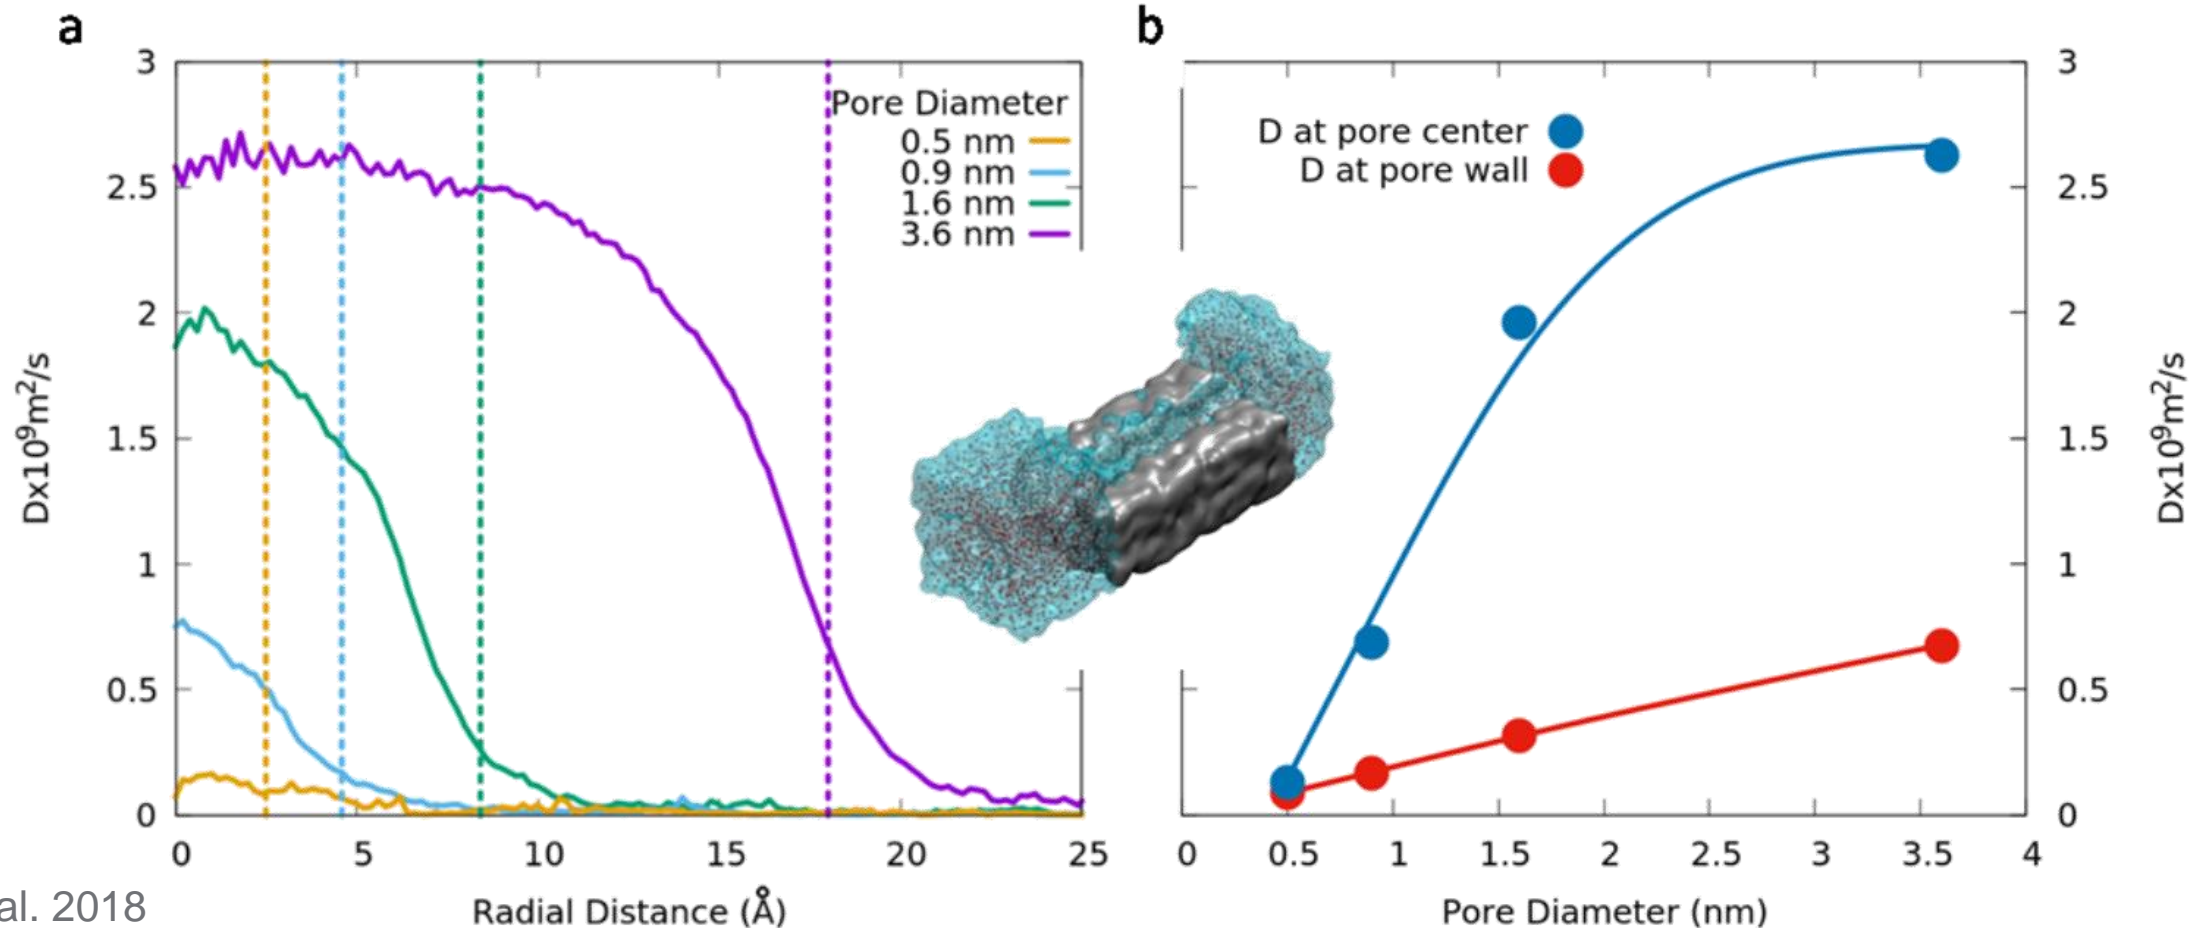 a
b
3
2.5
2
1.5
1
0.5
0
Dx10⁹m²/s
Pore Diameter
0.5 nm
0.9 nm
1.6 nm
3.6 nm
0 5 10 15 20 25
Radial Distance (Å)
D at pore center
D at pore wall
3
2.5
2
1.5
1
0.5
0
Dx10⁹m²/s
0 0.5 1 1.5 2 2.5 3 3.5 4
Pore Diameter (nm)
al. 2018